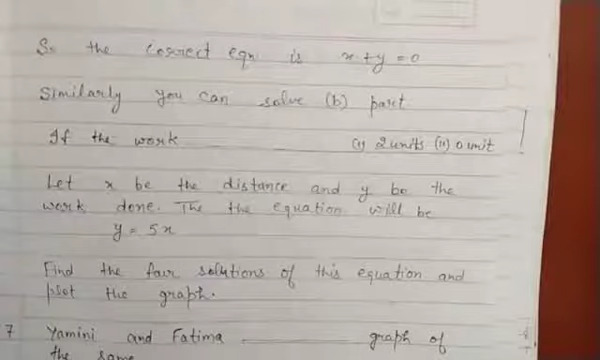 So the correct eqn is x + y = 0
Similarly you can solve (b) part
If the work (i) 2 units (ii) 0 unit
Let x be the distance and y be the
work done. The the equation will be
y = 5x
Find the four solutions of this equation and
plot the graph.
7 Yamini and Fatima graph of
the same